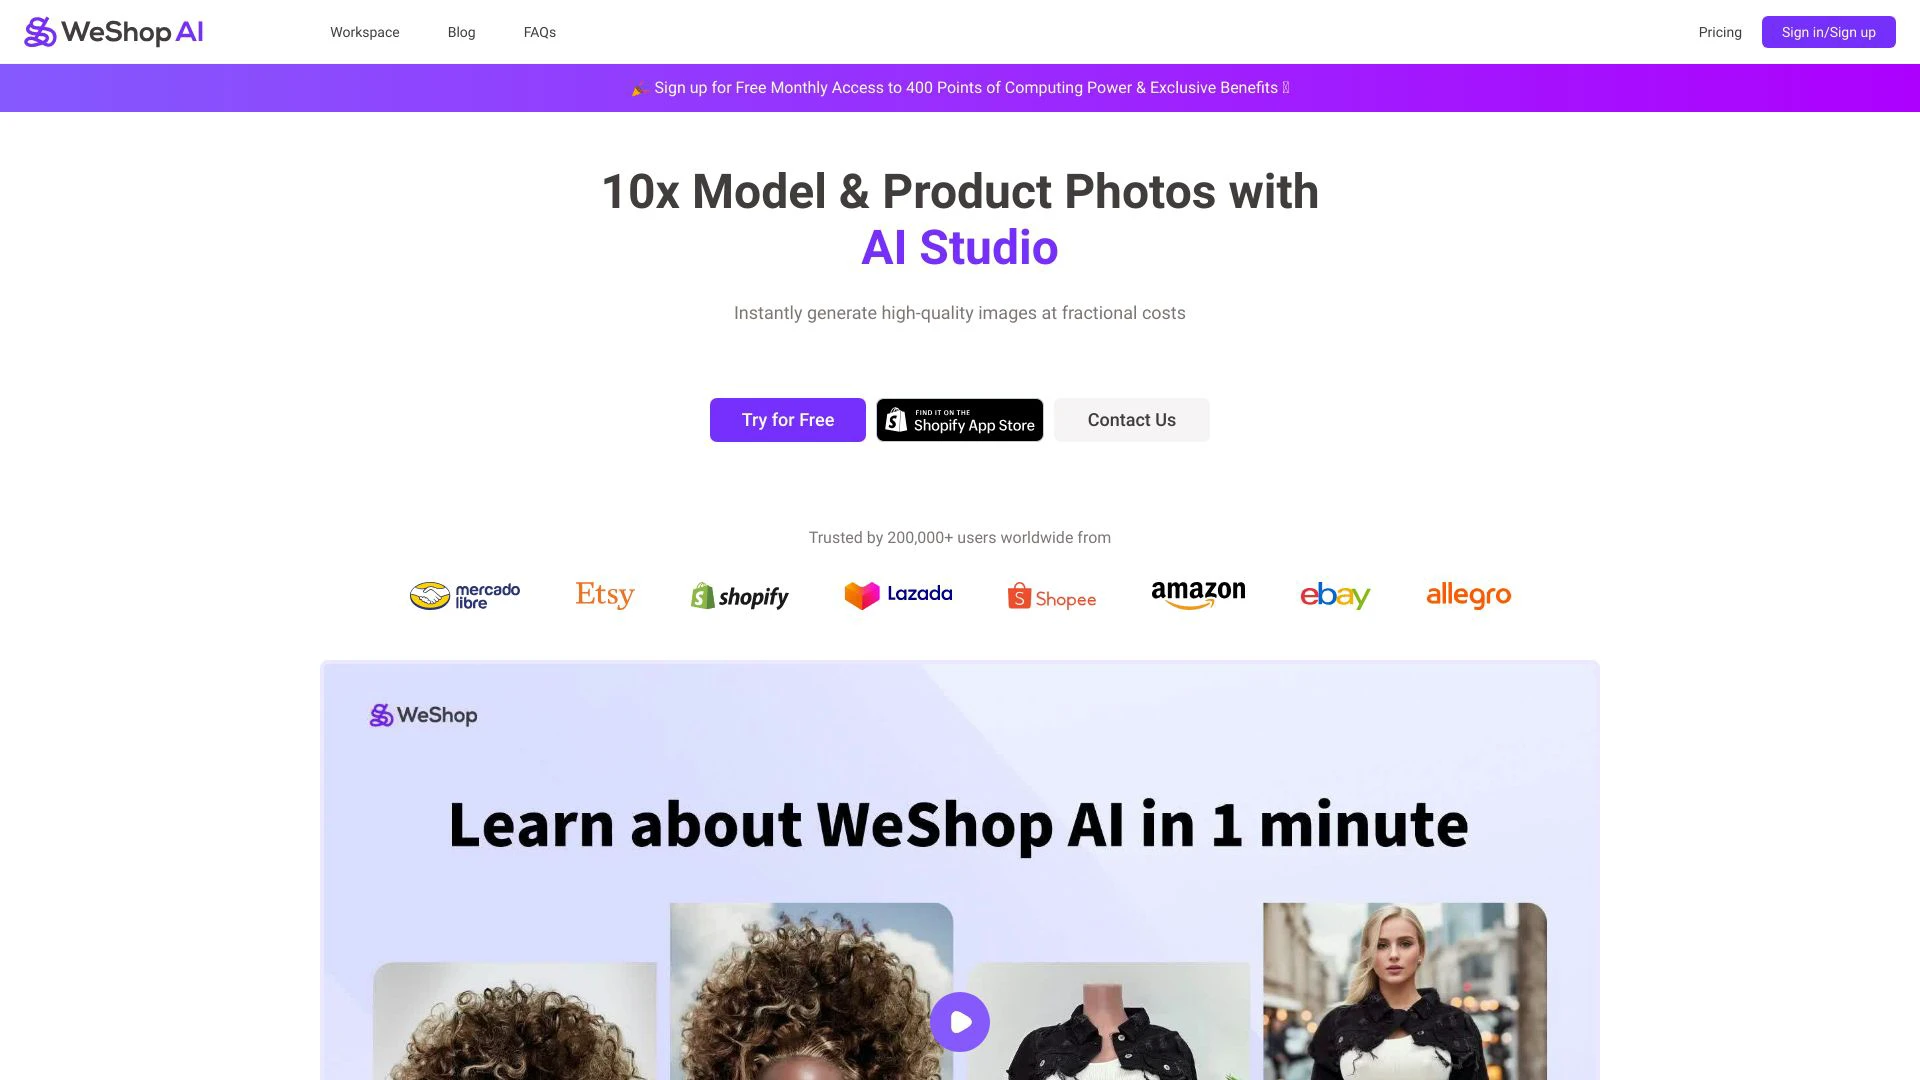 WeShop AI
Workspace
Blog
FAQs
Pricing
Sign in/Sign up
🎉 Sign up for Free Monthly Access to 400 Points of Computing Power & Exclusive Benefits
10x Model & Product Photos with
AI Studio
Instantly generate high-quality images at fractional costs
Try for Free
FIND IT ON THE
Shopify App Store
Contact Us
Trusted by 200,000+ users worldwide from
mercado
libre
Etsy
shopify
Lazada
Shopee
amazon
ebay
allegro
WeShop
Learn about WeShop AI in 1 minute